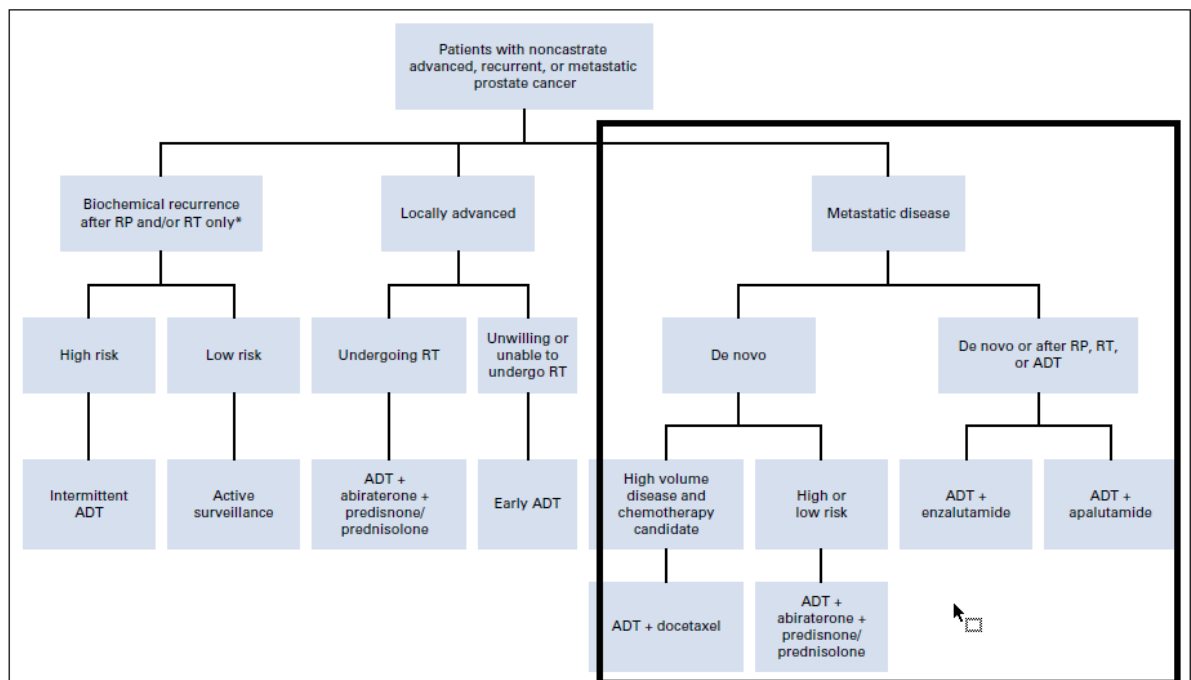 Patients with noncastrate
advanced, recurrent, or metastatic
prostate cancer
Biochemical recurrence
after RP and/or RT only*
Locally advanced
Metastatic disease
High risk
Low risk
Undergoing RT
Unwilling or
unable to
undergo RT
De novo
De novo or after RP, RT,
or ADT
Intermittent
ADT
Active
surveillance
ADT +
abiraterone +
predisnone/
prednisolone
Early ADT
High volume
disease and
chemotherapy
candidate
High or
low risk
ADT +
enzalutamide
ADT +
apalutamide
ADT + docetaxel
ADT +
abiraterone +
predisnone/
prednisolone